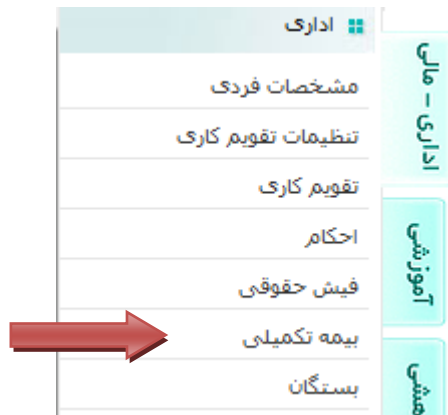 اداری
مشخصات فردی
تنظیمات تقویم کاری
تقویم کاری
احکام
فیش حقوقی
بیمه تکمیلی
بستگان
اداری - مالی
آموزشی